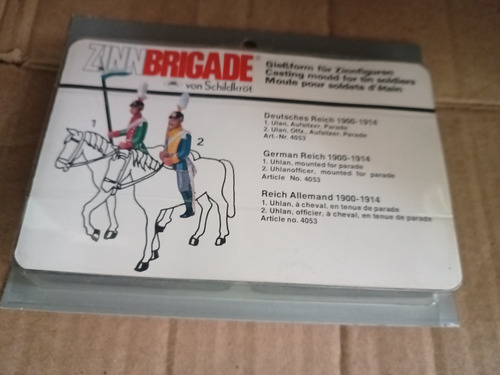 ZINNBRIGADE®
von Schildkröt
Gießform für Zinnfiguren
Casting mould for tin soldiers
Moule pour soldats d'étain
1
2
Deutsches Reich 1900-1914
1. Ulan, Aufsitzer, Parade
2. Ulan, Offz., Aufsitzer, Parade
Art.-Nr. 4053
German Reich 1900-1914
1. Uhlan, mounted for parade
2. Uhlanofficer, mounted for parade
Article No. 4053
Reich Allemand 1900-1914
1. Uhlan, à cheval, en tenue de parade
2. Uhlan, officier, à cheval, en tenue de parade
Article no. 4053